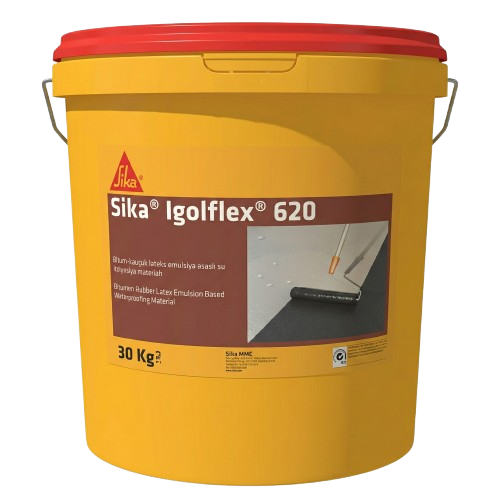 Sika®
Sika® Igolflex® 620
Bitum-kauçuk lateks emulsiya əsaslı su
izolyasiya materialı
Bitumen Rubber Latex Emulsion Based
Waterproofing Material
30 Kg
Sika MME